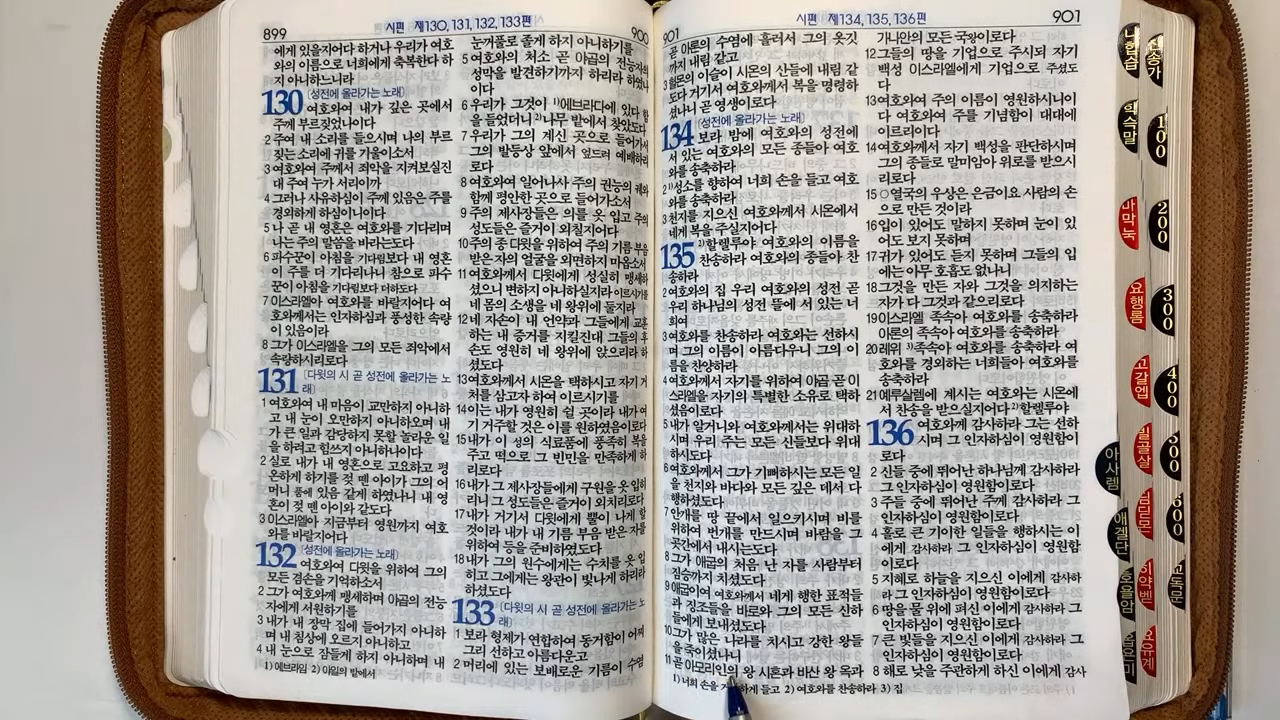 899
시편 제130, 131, 132, 133편
900
에게 있을지어다 하거나 우리가 여호
와의 이름으로 너희에게 축복한다 하
지 아니하느니라
130 (성전에 올라가는 노래)
여호와여 내가 깊은 곳에서
주께 부르짖었나이다
2 주여 내 소리를 들으시며 나의 부르
짖는 소리에 귀를 기울이소서
3 여호와여 주께서 죄악을 지켜보실진
대 주여 누가 서리이까
4 그러나 사유하심이 주께 있음은 주를
경외하게 하심이니이다
5 나 곧 내 영혼은 여호와를 기다리며
나는 주의 말씀을 바라는도다
6 파수꾼이 아침을 기다림보다 내 영혼
이 주를 더 기다리나니 참으로 파수
꾼이 아침을 기다림보다 더하도다
7 이스라엘아 여호와를 바랄지어다 여
호와께서는 인자하심과 풍성한 속량
이 있음이라
8 그가 이스라엘을 그의 모든 죄악에서
속량하시리로다
131 (다윗의 시 곧 성전에 올라가는 노
래)
1 여호와여 내 마음이 교만하지 아니하
고 내 눈이 오만하지 아니하오며 내
가 큰 일과 감당하지 못할 놀라운 일
을 하려고 힘쓰지 아니하나이다
2 실로 내가 내 영혼으로 고요하고 평
온하게 하기를 젖 뗀 아이가 그의 어
머니 품에 있음 같게 하였나니 내 영
혼이 젖 뗀 아이와 같도다
3 이스라엘아 지금부터 영원까지 여호
와를 바랄지어다
132 (성전에 올라가는 노래)
여호와여 다윗을 위하여 그의
모든 겸손을 기억하소서
2 그가 여호와께 맹세하며 야곱의 전능
자에게 서원하기를
3 내가 내 장막 집에 들어가지 아니하
며 내 침상에 오르지 아니하고
4 내 눈으로 잠들게 하지 아니하며 내
1) 에브라임 2) 야일의 밭에서
눈꺼풀로 졸게 하지 아니하기를
5 여호와의 처소 곧 야곱의 전능자의
성막을 발견하기까지 하리라 하였나
이다
6 우리가 그것이 1)에브라다에 있다 함
을 들었더니 2)나무 밭에서 찾았도다
7 우리가 그의 계신 곳으로 들어가서
그의 발등상 앞에서 엎드려 예배하리
로다
8 여호와여 일어나사 주의 권능의 궤와
함께 평안한 곳으로 들어가소서
9 주의 제사장들은 의를 옷 입고 주의
성도들은 즐거이 외칠지어다
10 주의 종 다윗을 위하여 주의 기름 부음
받은 자의 얼굴을 외면하지 마옵소서
11 여호와께서 다윗에게 성실히 맹세하
셨으니 변하지 아니하실지라 이르시기를
네 몸의 소생을 네 왕위에 둘지라
12 네 자손이 내 언약과 그들에게 교훈
하는 내 증거를 지킬진대 그들의 후
손도 영원히 네 왕위에 앉으리라 하
셨도다
13 여호와께서 시온을 택하시고 자기 거
처를 삼고자 하여 이르시기를
14 이는 내가 영원히 쉴 곳이라 내가 여
기 거주할 것은 이를 원하였음이로다
15 내가 이 성의 식료품에 풍족히 복을
주고 떡으로 그 빈민을 만족하게 하
리로다
16 내가 그 제사장들에게 구원을 옷 입히
리니 그 성도들은 즐거이 외치리로다
17 내가 거기서 다윗에게 뿔이 나게 할
것이라 내가 내 기름 부음 받은 자를
위하여 등을 준비하였도다
18 내가 그의 원수에게는 수치를 옷 입
히고 그에게는 왕관이 빛나게 하리라
하셨도다
133 (다윗의 시 곧 성전에 올라가는 노
래)
1 보라 형제가 연합하여 동거함이 어찌
그리 선하고 아름다운고
2 머리에 있는 보배로운 기름이 수염
901
시편 제134, 135, 136편
901
곧 아론의 수염에 흘러서 그의 옷깃
까지 내림 같고
3 헐몬의 이슬이 시온의 산들에 내림 같
도다 거기서 여호와께서 복을 명령하
셨나니 곧 영생이로다
134 (성전에 올라가는 노래)
보라 밤에 여호와의 성전에
서 있는 여호와의 모든 종들아 여호
와를 송축하라
2 1)성소를 향하여 너희 손을 들고 여호
와를 송축하라
3 천지를 지으신 여호와께서 시온에서
네게 복을 주실지어다
135 2)할렐루야 여호와의 이름을
찬송하라 여호와의 종들아 찬
송하라
2 여호와의 집 우리 여호와의 성전 곧
우리 하나님의 성전 뜰에 서 있는 너
희여
3 여호와를 찬송하라 여호와는 선하시
며 그의 이름이 아름다우니 그의 이
름을 찬양하라
4 여호와께서 자기를 위하여 야곱 곧 이
스라엘을 자기의 특별한 소유로 택하
셨음이로다
5 내가 알거니와 여호와께서는 위대하
시며 우리 주는 모든 신들보다 위대
하시도다
6 여호와께서 그가 기뻐하시는 모든 일
을 천지와 바다와 모든 깊은 데서 다
행하셨도다
7 안개를 땅 끝에서 일으키시며 비를
위하여 번개를 만드시며 바람을 그
곳간에서 내시는도다
8 그가 애굽의 처음 난 자를 사람부터
짐승까지 치셨도다
9 애굽이여 여호와께서 네게 행한 표적들
과 징조들을 바로와 그의 모든 신하
들에게 보내셨도다
10 그가 많은 나라를 치시고 강한 왕들
을 죽이셨나니
11 곧 아모리인의 왕 시혼과 바산 왕 옥과
1) 너희 손을 하게 들고 2) 여호와를 찬송하라 3) 집
가나안의 모든 국왕이로다
12 그들의 땅을 기업으로 주시되 자기
백성 이스라엘에게 기업으로 주셨도
다
13 여호와여 주의 이름이 영원하시니이
다 여호와여 주를 기념함이 대대에
이르리이다
14 여호와께서 자기 백성을 판단하시며
그의 종들로 말미암아 위로를 받으시
리로다
15 ○열국의 우상은 은금이요 사람의 손
으로 만든 것이라
16 입이 있어도 말하지 못하며 눈이 있
어도 보지 못하며
17 귀가 있어도 듣지 못하며 그들의 입
에는 아무 호흡도 없나니
18 그것을 만든 자와 그것을 의지하는
자가 다 그것과 같으리로다
19 이스라엘 족속아 여호와를 송축하라
아론의 족속아 여호와를 송축하라
20 레위 3)족속아 여호와를 송축하라 여
호와를 경외하는 너희들아 여호와를
송축하라
21 예루살렘에 계시는 여호와는 시온에
서 찬송을 받으실지어다 2)할렐루야
136 여호와께 감사하라 그는 선하
시며 그 인자하심이 영원함이
로다
2 신들 중에 뛰어난 하나님께 감사하라
그 인자하심이 영원함이로다
3 주들 중에 뛰어난 주께 감사하라 그
인자하심이 영원함이로다
4 홀로 큰 기이한 일들을 행하시는 이
에게 감사하라 그 인자하심이 영원함
이로다
5 지혜로 하늘을 지으신 이에게 감사하
라 그 인자하심이 영원함이로다
6 땅을 물 위에 펴신 이에게 감사하라 그
인자하심이 영원함이로다
7 큰 빛들을 지으신 이에게 감사하라 그
인자하심이 영원함이로다
8 해로 낮을 주관하게 하신 이에게 감사
나합습
찬송가
학슥말
100
마막눅
200
요행롬
300
고갈엡
400
빌골살
500
아사렘
딤딛몬
600
애겔단
히약벧
교독문
호욜암
요유계